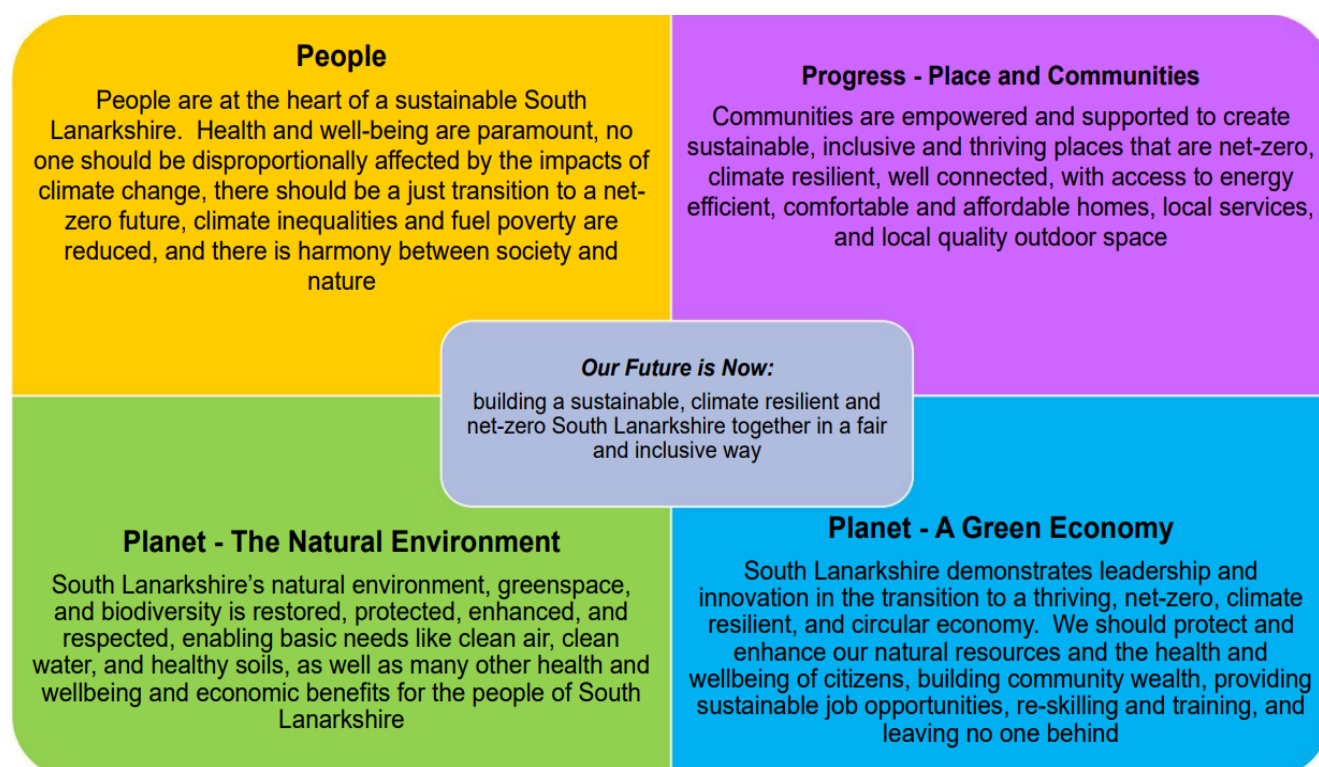 People
People are at the heart of a sustainable South
Lanarkshire.  Health and well-being are paramount, no
one should be disproportionally affected by the impacts of
climate change, there should be a just transition to a net-
zero future, climate inequalities and fuel poverty are
reduced, and there is harmony between society and
nature
Progress - Place and Communities
Communities are empowered and supported to create
sustainable, inclusive and thriving places that are net-zero,
climate resilient, well connected, with access to energy
efficient, comfortable and affordable homes, local services,
and local quality outdoor space
Our Future is Now:
building a sustainable, climate resilient and
net-zero South Lanarkshire together in a fair
and inclusive way
Planet - The Natural Environment
South Lanarkshire’s natural environment, greenspace,
and biodiversity is restored, protected, enhanced, and
respected, enabling basic needs like clean air, clean
water, and healthy soils, as well as many other health and
wellbeing and economic benefits for the people of South
Lanarkshire
Planet - A Green Economy
South Lanarkshire demonstrates leadership and
innovation in the transition to a thriving, net-zero, climate
resilient, and circular economy.  We should protect and
enhance our natural resources and the health and
wellbeing of citizens, building community wealth, providing
sustainable job opportunities, re-skilling and training, and
leaving no one behind